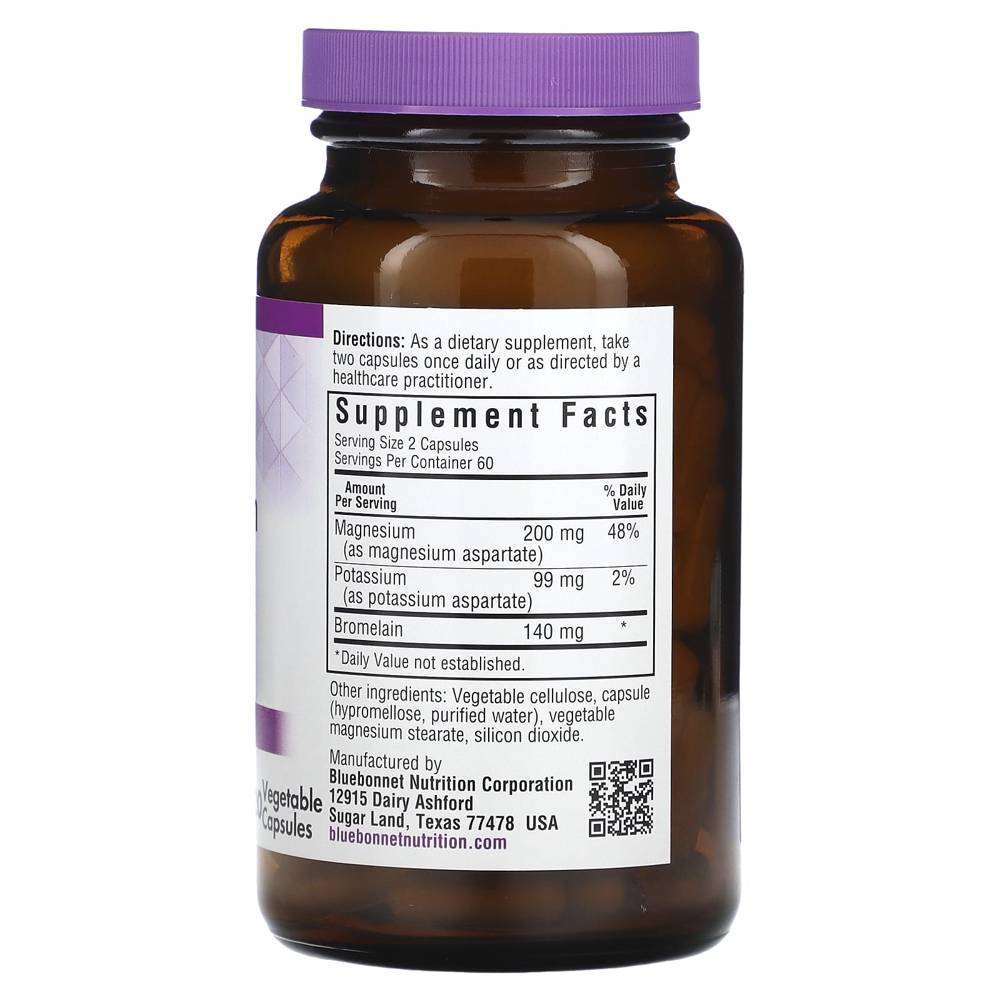 Directions: As a dietary supplement, take
two capsules once daily or as directed by a
healthcare practitioner.
Supplement Facts
Serving Size 2 Capsules
Servings Per Container 60
Amount Per Serving % Daily Value
Magnesium 200 mg 48%
(as magnesium aspartate)
Potassium 99 mg 2%
(as potassium aspartate)
Bromelain 140 mg *
*Daily Value not established.
Other ingredients: Vegetable cellulose, capsule
(hypromellose, purified water), vegetable
magnesium stearate, silicon dioxide.
Manufactured by
Bluebonnet Nutrition Corporation
12915 Dairy Ashford
Sugar Land, Texas 77478 USA
bluebonnetnutrition.com
Vegetable
Capsules